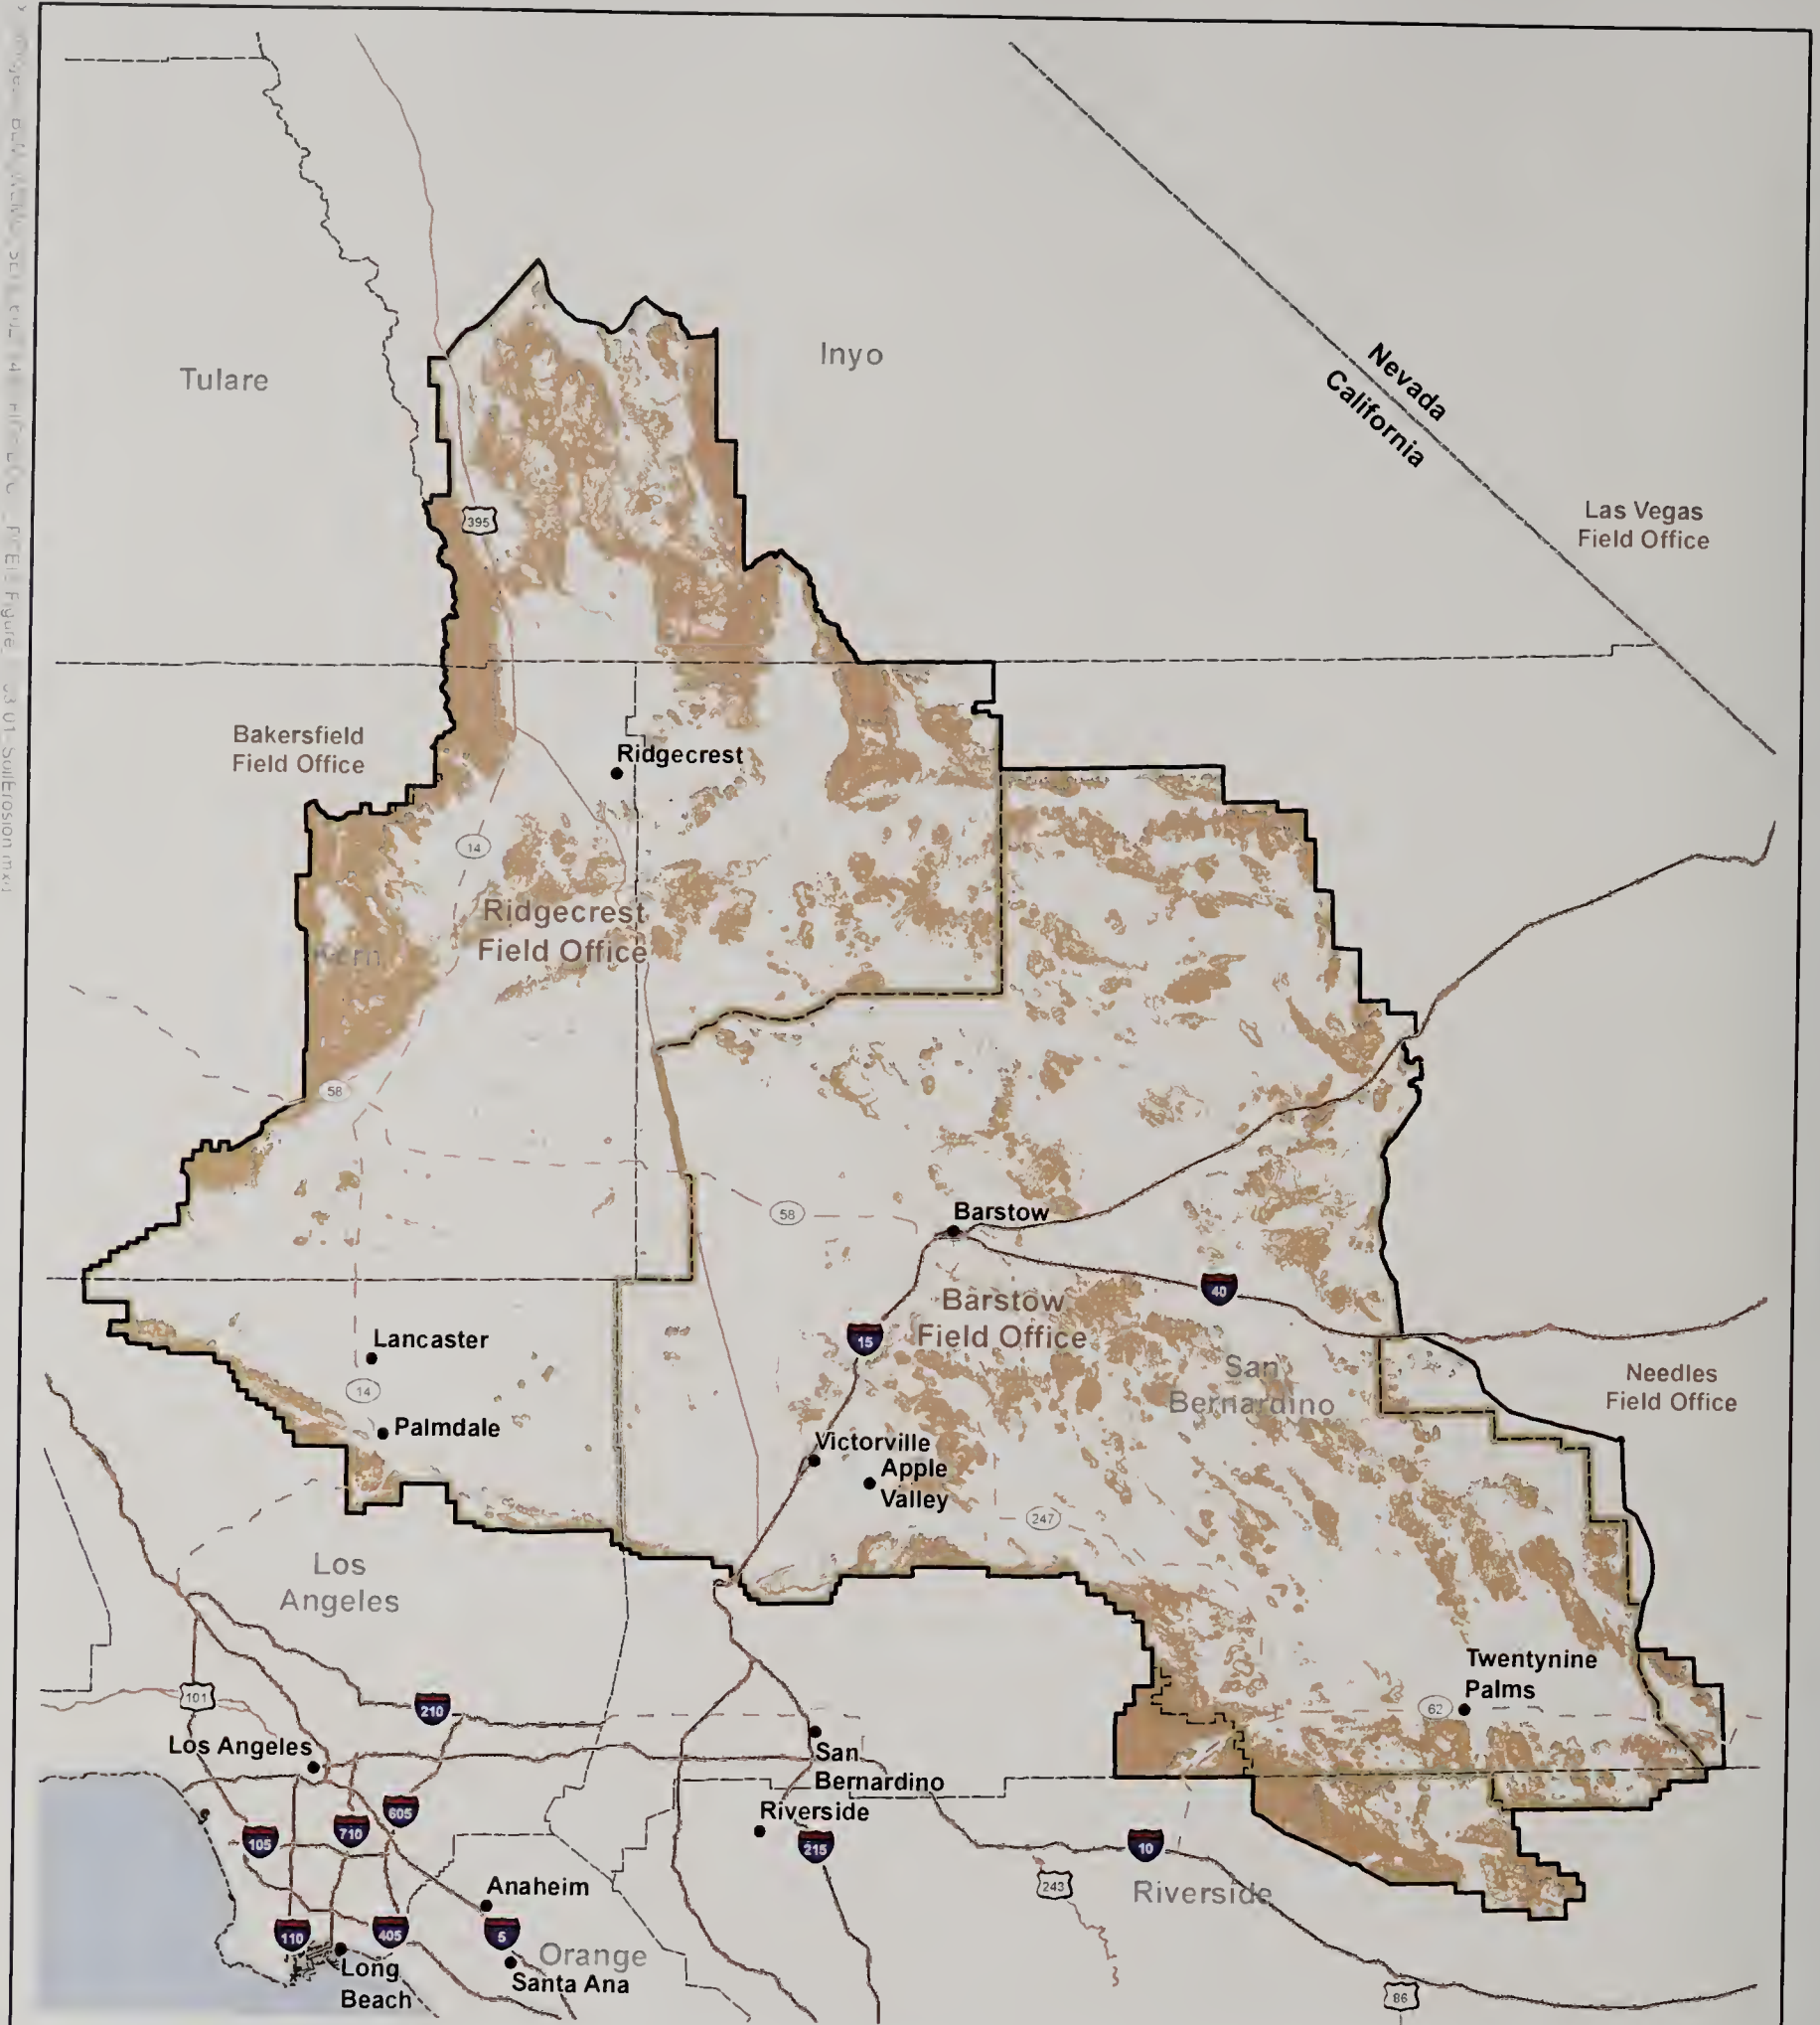 Tulare
Inyo
Nevada
California
395
Las Vegas
Field Office
Bakersfield
Field Office
Ridgecrest
14
Ridgecrest
Field Office
Kern
58
58
Barstow
40
Barstow
Field Office
15
San
Bernardino
Lancaster
14
Palmdale
Needles
Field Office
Victorville
Apple
Valley
247
Los
Angeles
Twentynine
Palms
62
101
210
Los Angeles
San
Bernardino
Riverside
605
710
105
215
10
243
Riverside
Anaheim
110
405
5
Orange
Santa Ana
Long
Beach
86